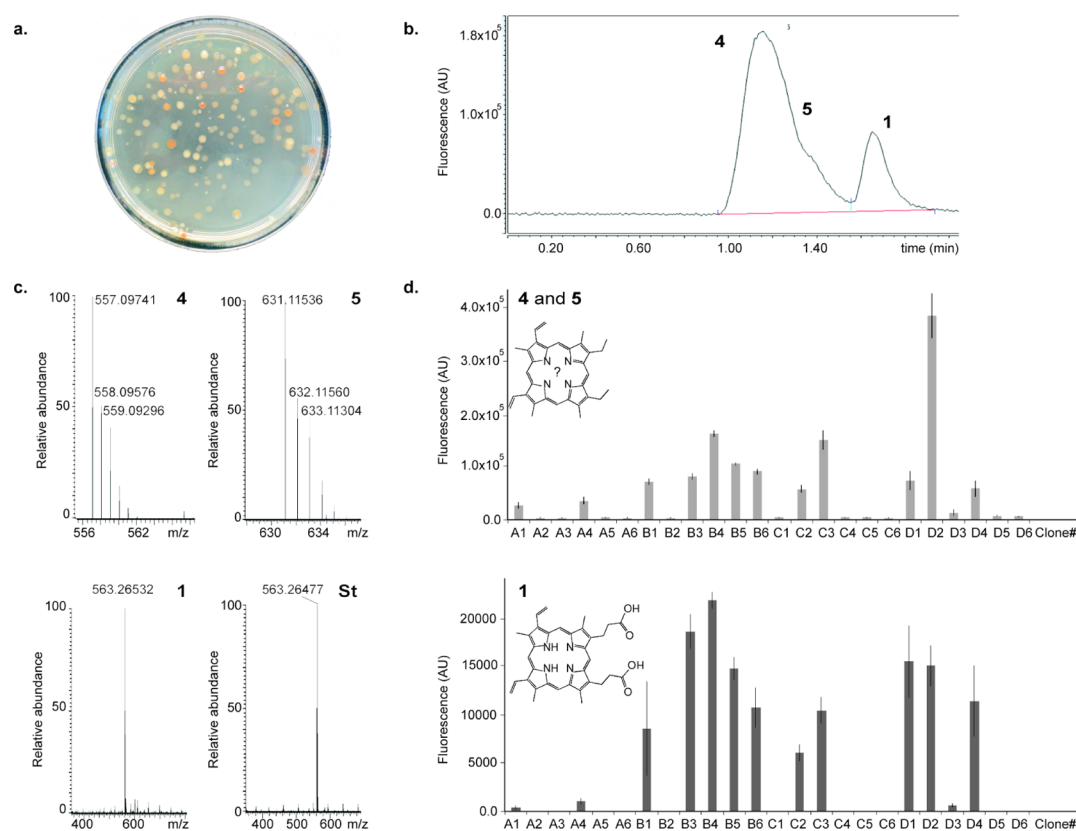 a.
b.
Fluorescence (AU)
1.8x10⁵
1.0x10⁵
0.0
4
5
1
0.20 0.60 1.00 1.40 time (min)
c.
Relative abundance
100
50
0
557.09741
4
558.09576
559.09296
556 562 m/z
Relative abundance
100
50
0
631.11536
5
632.11560
633.11304
630 634 m/z
d.
Fluorescence (AU)
4.0x10⁵
3.0x10⁵
2.0x10⁵
1.0x10⁵
0.0
4 and 5
N N
?
N N
A1 A2 A3 A4 A5 A6 B1 B2 B3 B4 B5 B6 C1 C2 C3 C4 C5 C6 D1 D2 D3 D4 D5 D6 Clone#
Relative abundance
100
50
0
563.26532
1
400 600 m/z
Relative abundance
100
50
0
563.26477
St
400 600 m/z
Fluorescence (AU)
20000
15000
10000
5000
0.0
1
OH
O
NH N
NH N
OH
O
A1 A2 A3 A4 A5 A6 B1 B2 B3 B4 B5 B6 C1 C2 C3 C4 C5 C6 D1 D2 D3 D4 D5 D6 Clone#